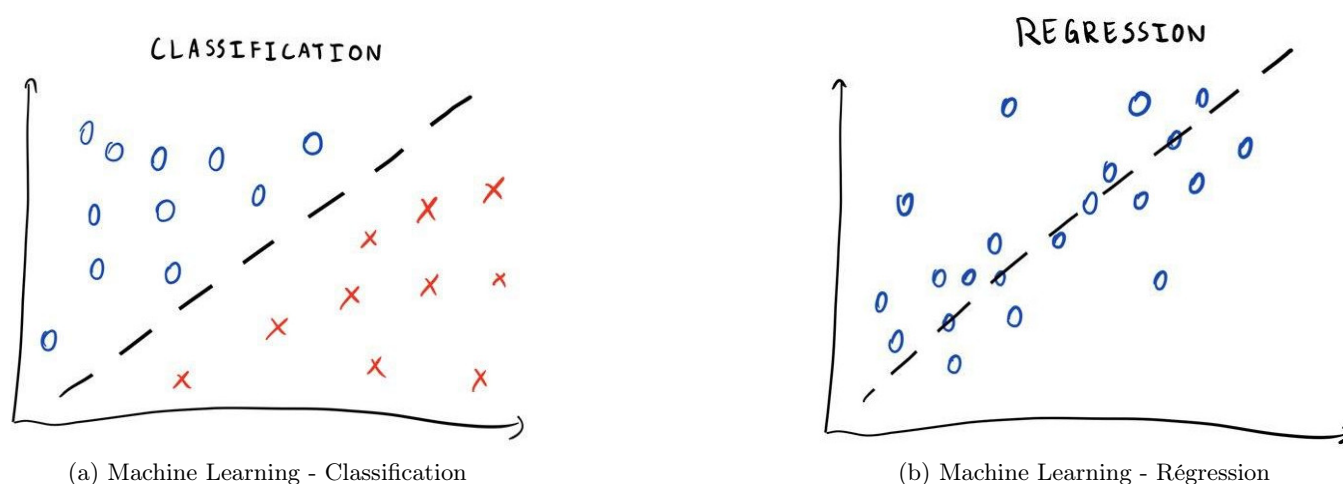 CLASSIFICATION
REGRESSION
(a) Machine Learning - Classification
(b) Machine Learning - Régression